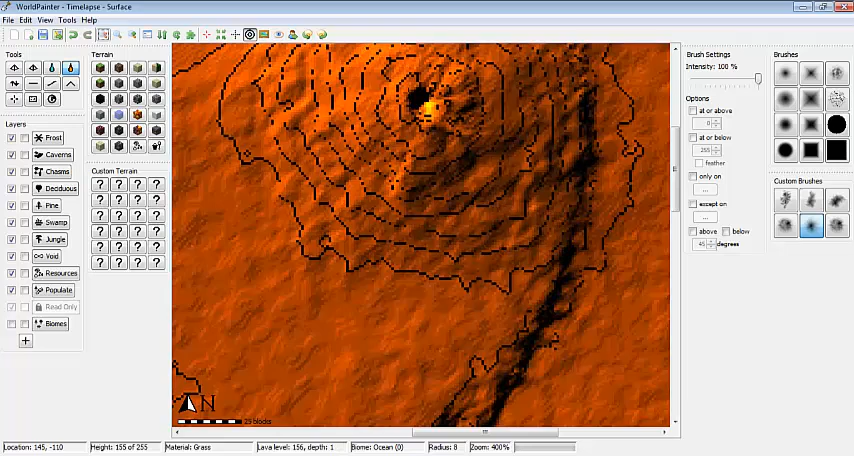 WorldPainter - Timelapse - Surface
File Edit View Tools Help
Tools
Terrain
Layers
Frost
Caverns
Chasms
Deciduous
Pine
Swamp
Jungle
Void
Resources
Populate
Read Only
Biomes
+
Custom Terrain
? ? ? ?
? ? ? ?
? ? ? ?
? ? ? ?
? ? ? ?
? ? ? ?
N
25 blocks
Brush Settings
Intensity: 100 %
Options
at or above
0
at or below
255
feather
only on
...
except on
...
above below
45 degrees
Brushes
Custom Brushes
Location: 145, -110 Height: 155 of 255 Material: Grass Lava level: 156, depth: 1 Biome: Ocean (0) Radius: 8 Zoom: 400%